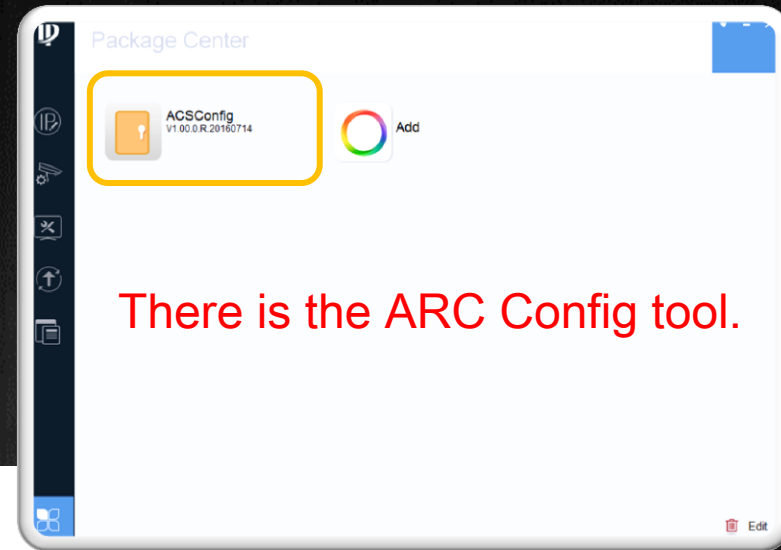 Package Center
ACSConfig
V1.00.0.R.20160714
Add
There is the ARC Config tool.
Edit